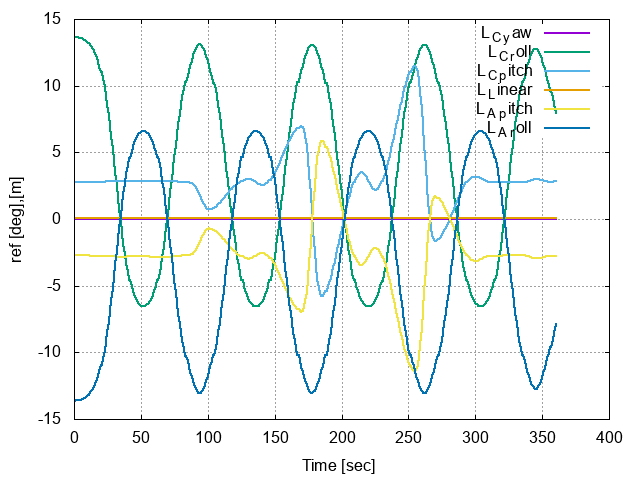 15
10
5
0
-5
-10
-15
0 50 100 150 200 250 300 350 400
ref [deg],[m]
Time [sec]
L_Cyaw
L_Croll
L_Cpitch
L_Linear
L_Apitch
L_Aroll